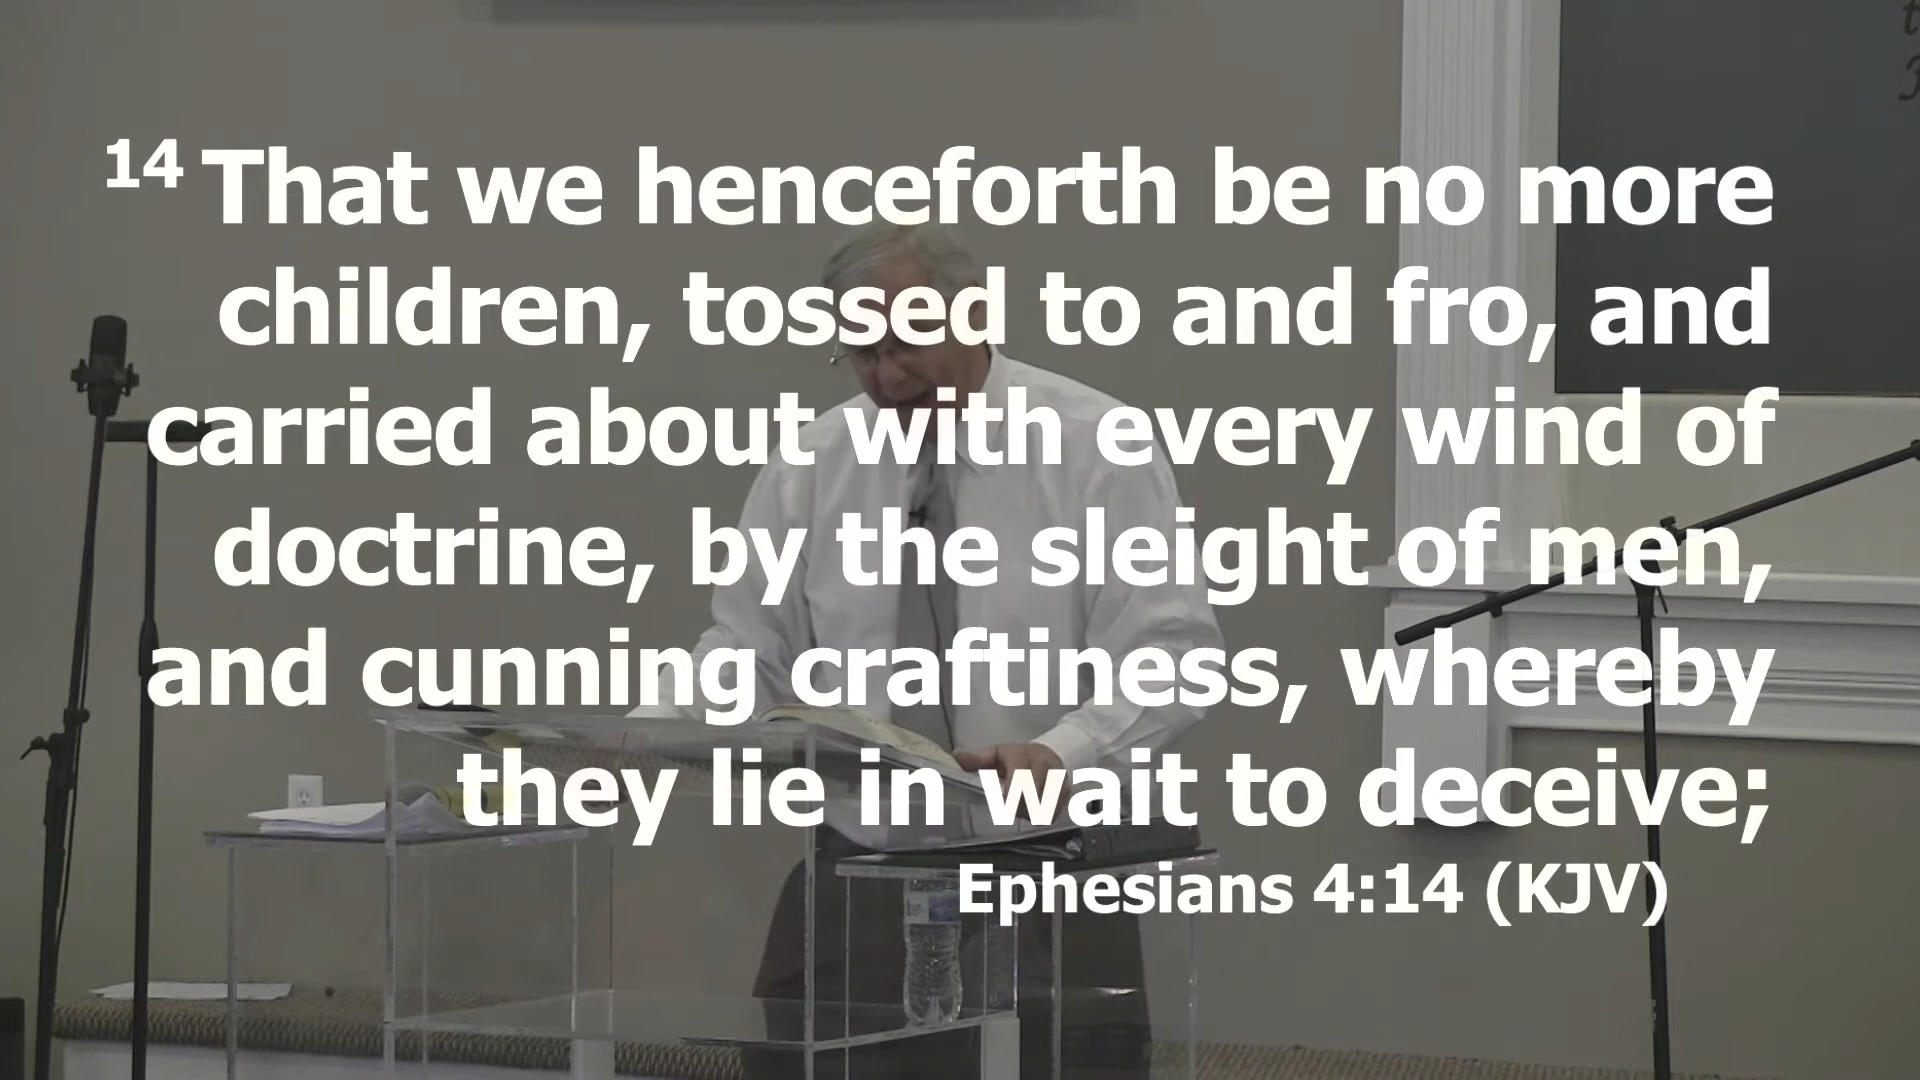 14 That we henceforth be no more
children, tossed to and fro, and
carried about with every wind of
doctrine, by the sleight of men,
and cunning craftiness, whereby
they lie in wait to deceive;
Ephesians 4:14 (KJV)